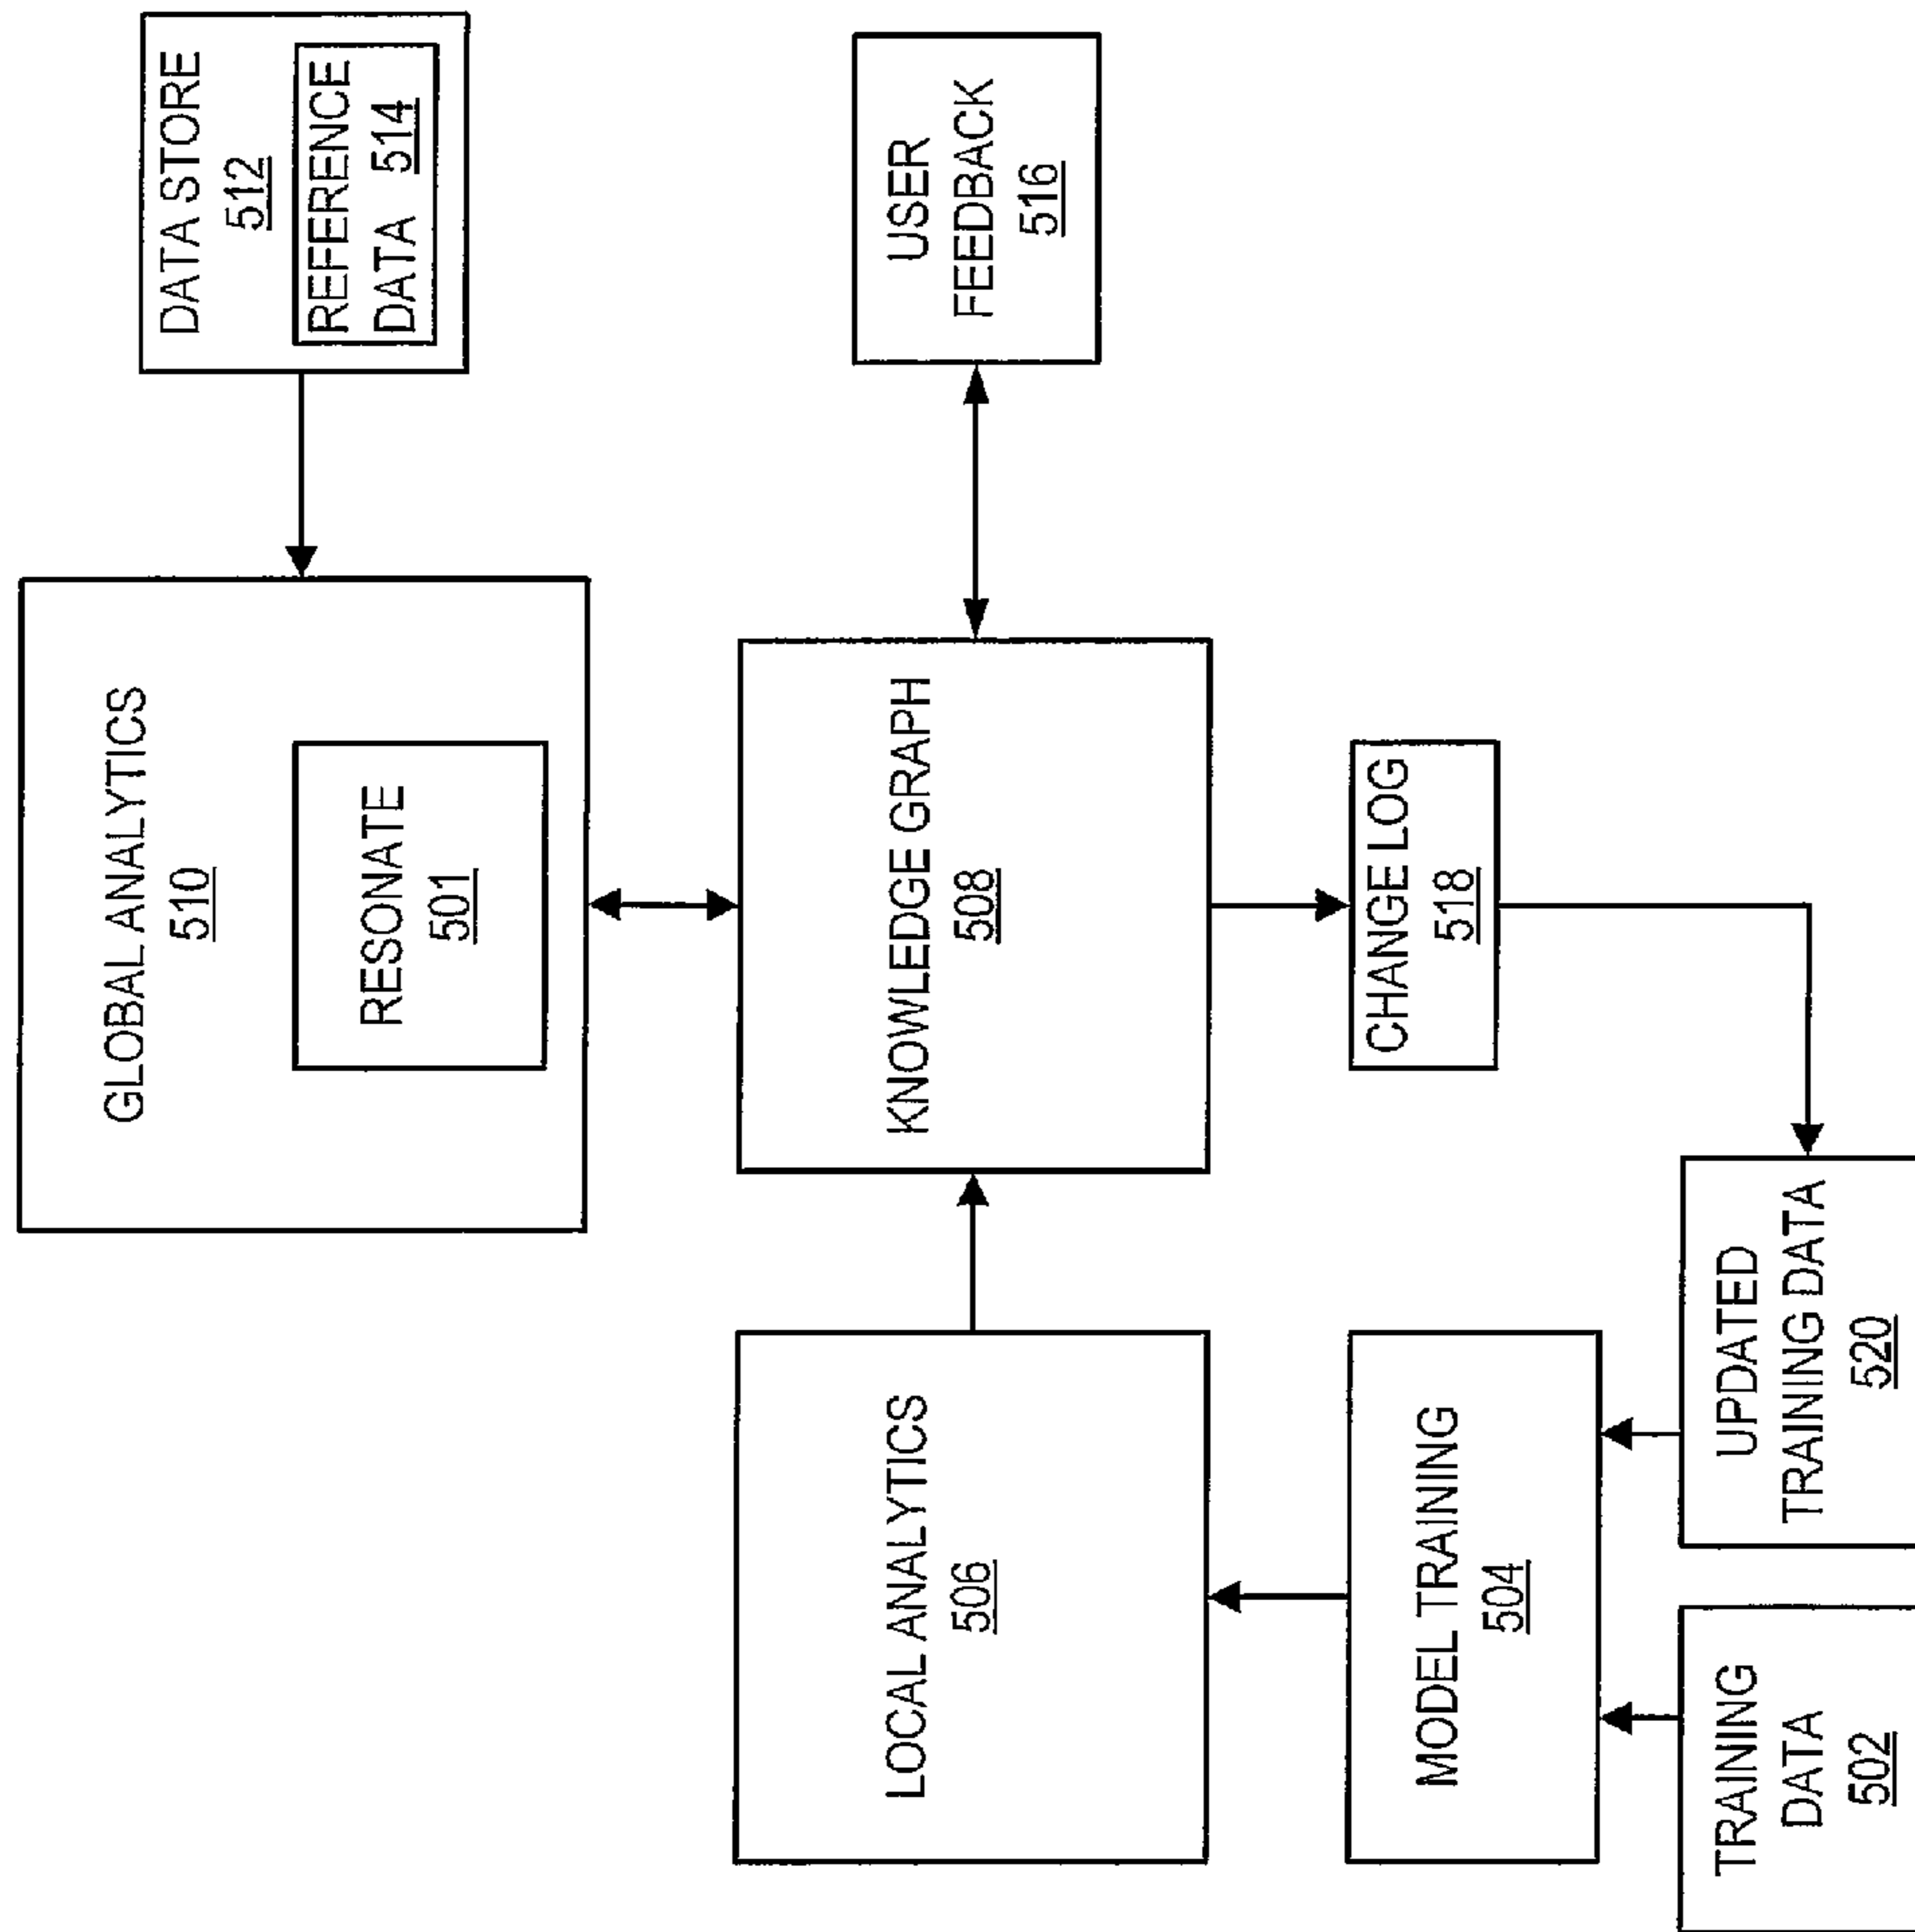 GLOBAL ANALYTICS
510
RESONATE
501
DATA STORE
512
REFERENCE
DATA 514
LOCAL ANALYTICS
506
KNOWLEDGE GRAPH
508
USER
FEEDBACK
516
MODEL TRAINING
504
CHANGE LOG
518
TRAINING
DATA
502
UPDATED
TRAINING DATA
520